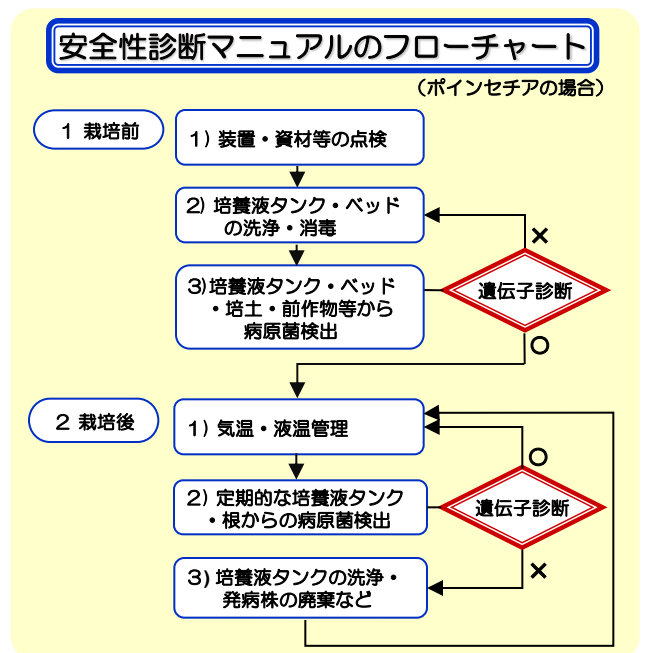 安全性診断マニュアルのフローチャート
（ポインセチアの場合）
1 栽培前
1）装置・資材等の点検
2）培養液タンク・ベッド
の洗浄・消毒
×
3)培養液タンク・ベッド
・培土・前作物等から
病原菌検出
遺伝子診断
○
2 栽培後
1）気温・液温管理
○
2）定期的な培養液タンク
・根からの病原菌検出
遺伝子診断
×
3）培養液タンクの洗浄・
発病株の廃棄など